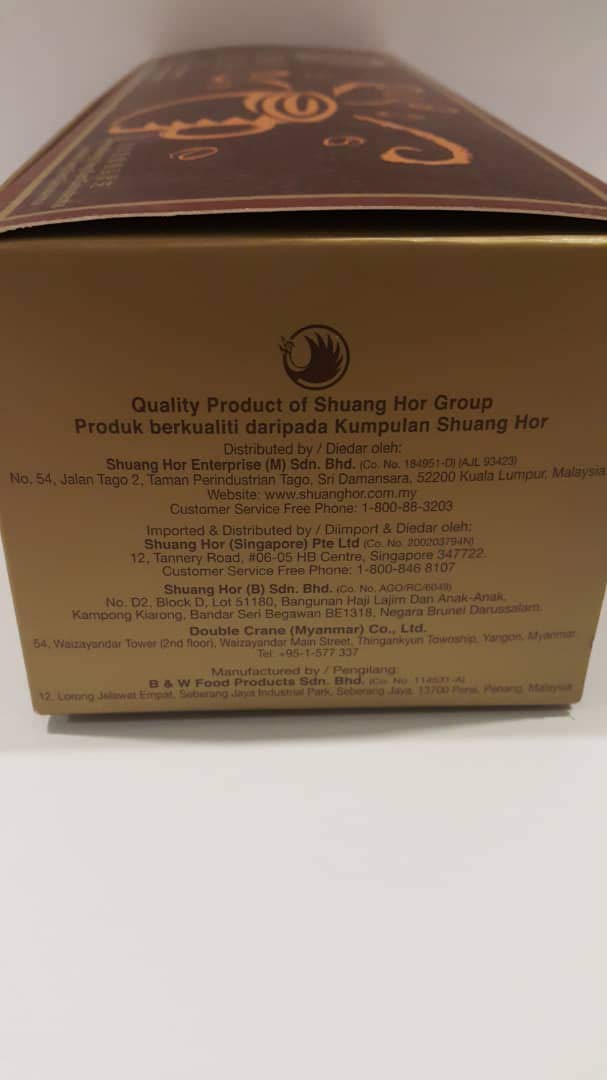 Quality Product of Shuang Hor Group
Produk berkualiti daripada Kumpulan Shuang Hor
Distributed by / Diedar oleh:
Shuang Hor Enterprise (M) Sdn. Bhd. (Co. No. 184951-D) (AJL 93423)
No. 54, Jalan Tago 2, Taman Perindustrian Tago, Sri Damansara, 52200 Kuala Lumpur, Malaysia.
Website: www.shuanghor.com.my
Customer Service Free Phone: 1-800-88-3203
Imported & Distributed by / Diimport & Diedar oleh:
Shuang Hor (Singapore) Pte Ltd (Co. No. 200203794N)
12, Tannery Road, #06-05 HB Centre, Singapore 347722.
Customer Service Free Phone: 1-800-846 8107
Shuang Hor (B) Sdn. Bhd. (Co. No. AGO/RC/6049)
No. D2, Block D, Lot 51180, Bangunan Haji Lajim Dan Anak-Anak,
Kampong Kiarong, Bandar Seri Begawan BE1318, Negara Brunei Darussalam.
Double Crane (Myanmar) Co., Ltd.
54, Waizayandar Tower (2nd floor), Waizayandar Main Street, Thingankyun Township, Yangon, Myanmar.
Tel: +95-1-577 337
Manufactured by / Pengilang:
B & W Food Products Sdn. Bhd. (Co. No. 114531-A)
12, Lorong Jelawat Empat, Seberang Jaya Industrial Park, Seberang Jaya, 13700 Perai, Penang, Malaysia.